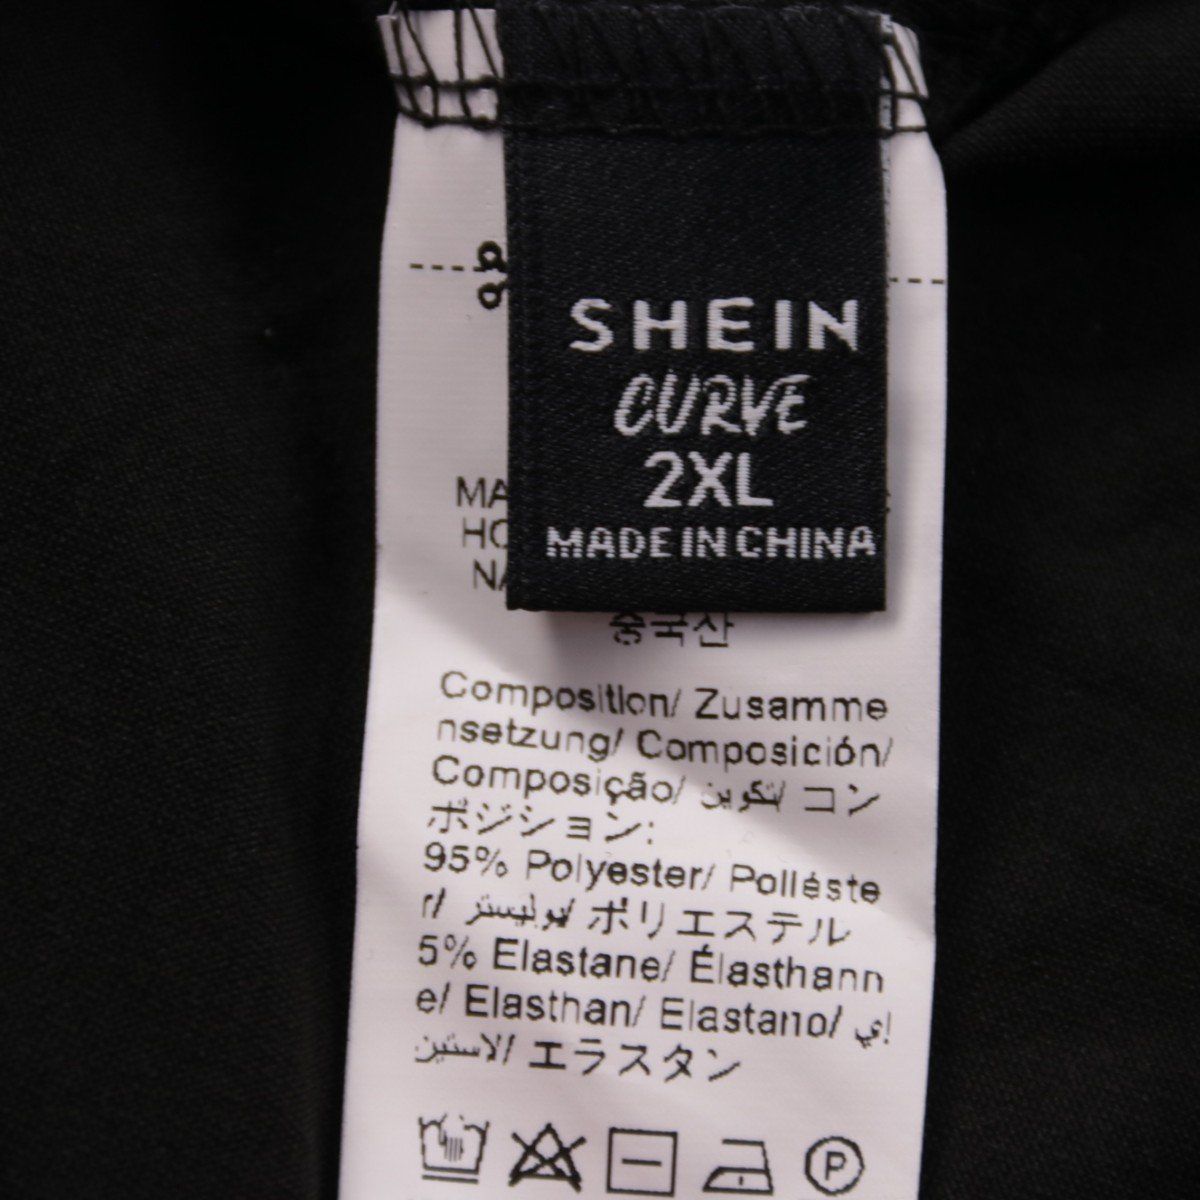 SHEIN
CURVE
2XL
MADE IN CHINA
중국산
Composition/ Zusamme
nsetzung/ Composición/
Composição/ تكوين/ コン
ポジション:
95% Polyester/ Poliéste
r/ بوليستر/ ポリエステル
5% Elastane/ Élasthann
e/ Elasthan/ Elastano/ إي
لاستين/ エラスタン
P